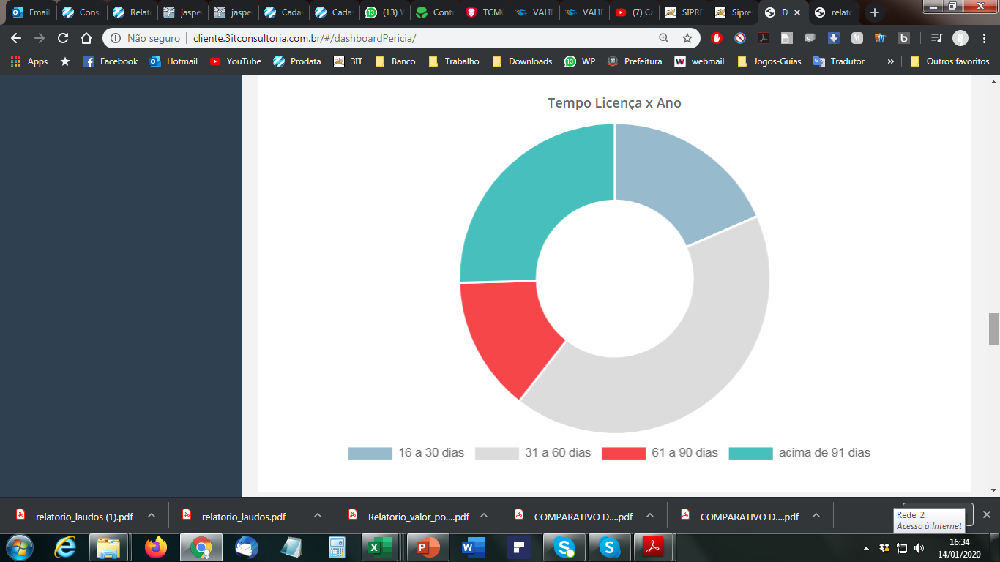 Email
Cons
Relat
jaspe
jaspe
Cada
Cada
(13) W
Cont
TCM
VALI
VALI
(7) C
SIPRE
Sipre
D
relato
Não seguro
cliente.3itconsultoria.com.br/#/dashboardPericia/
Apps
Facebook
Hotmail
YouTube
Prodata
3IT
Banco
Trabalho
Downloads
13 WP
Prefeitura
webmail
Jogos-Guias
Tradutor
»
Outros favoritos
Tempo Licença x Ano
16 a 30 dias
31 a 60 dias
61 a 90 dias
acima de 91 dias
relatorio_laudos (1).pdf
relatorio_laudos.pdf
Relatorio_valor_po....pdf
COMPARATIVO D....pdf
COMPARATIVO D....pdf
Rede 2
Acesso à Internet
16:34
14/01/2020